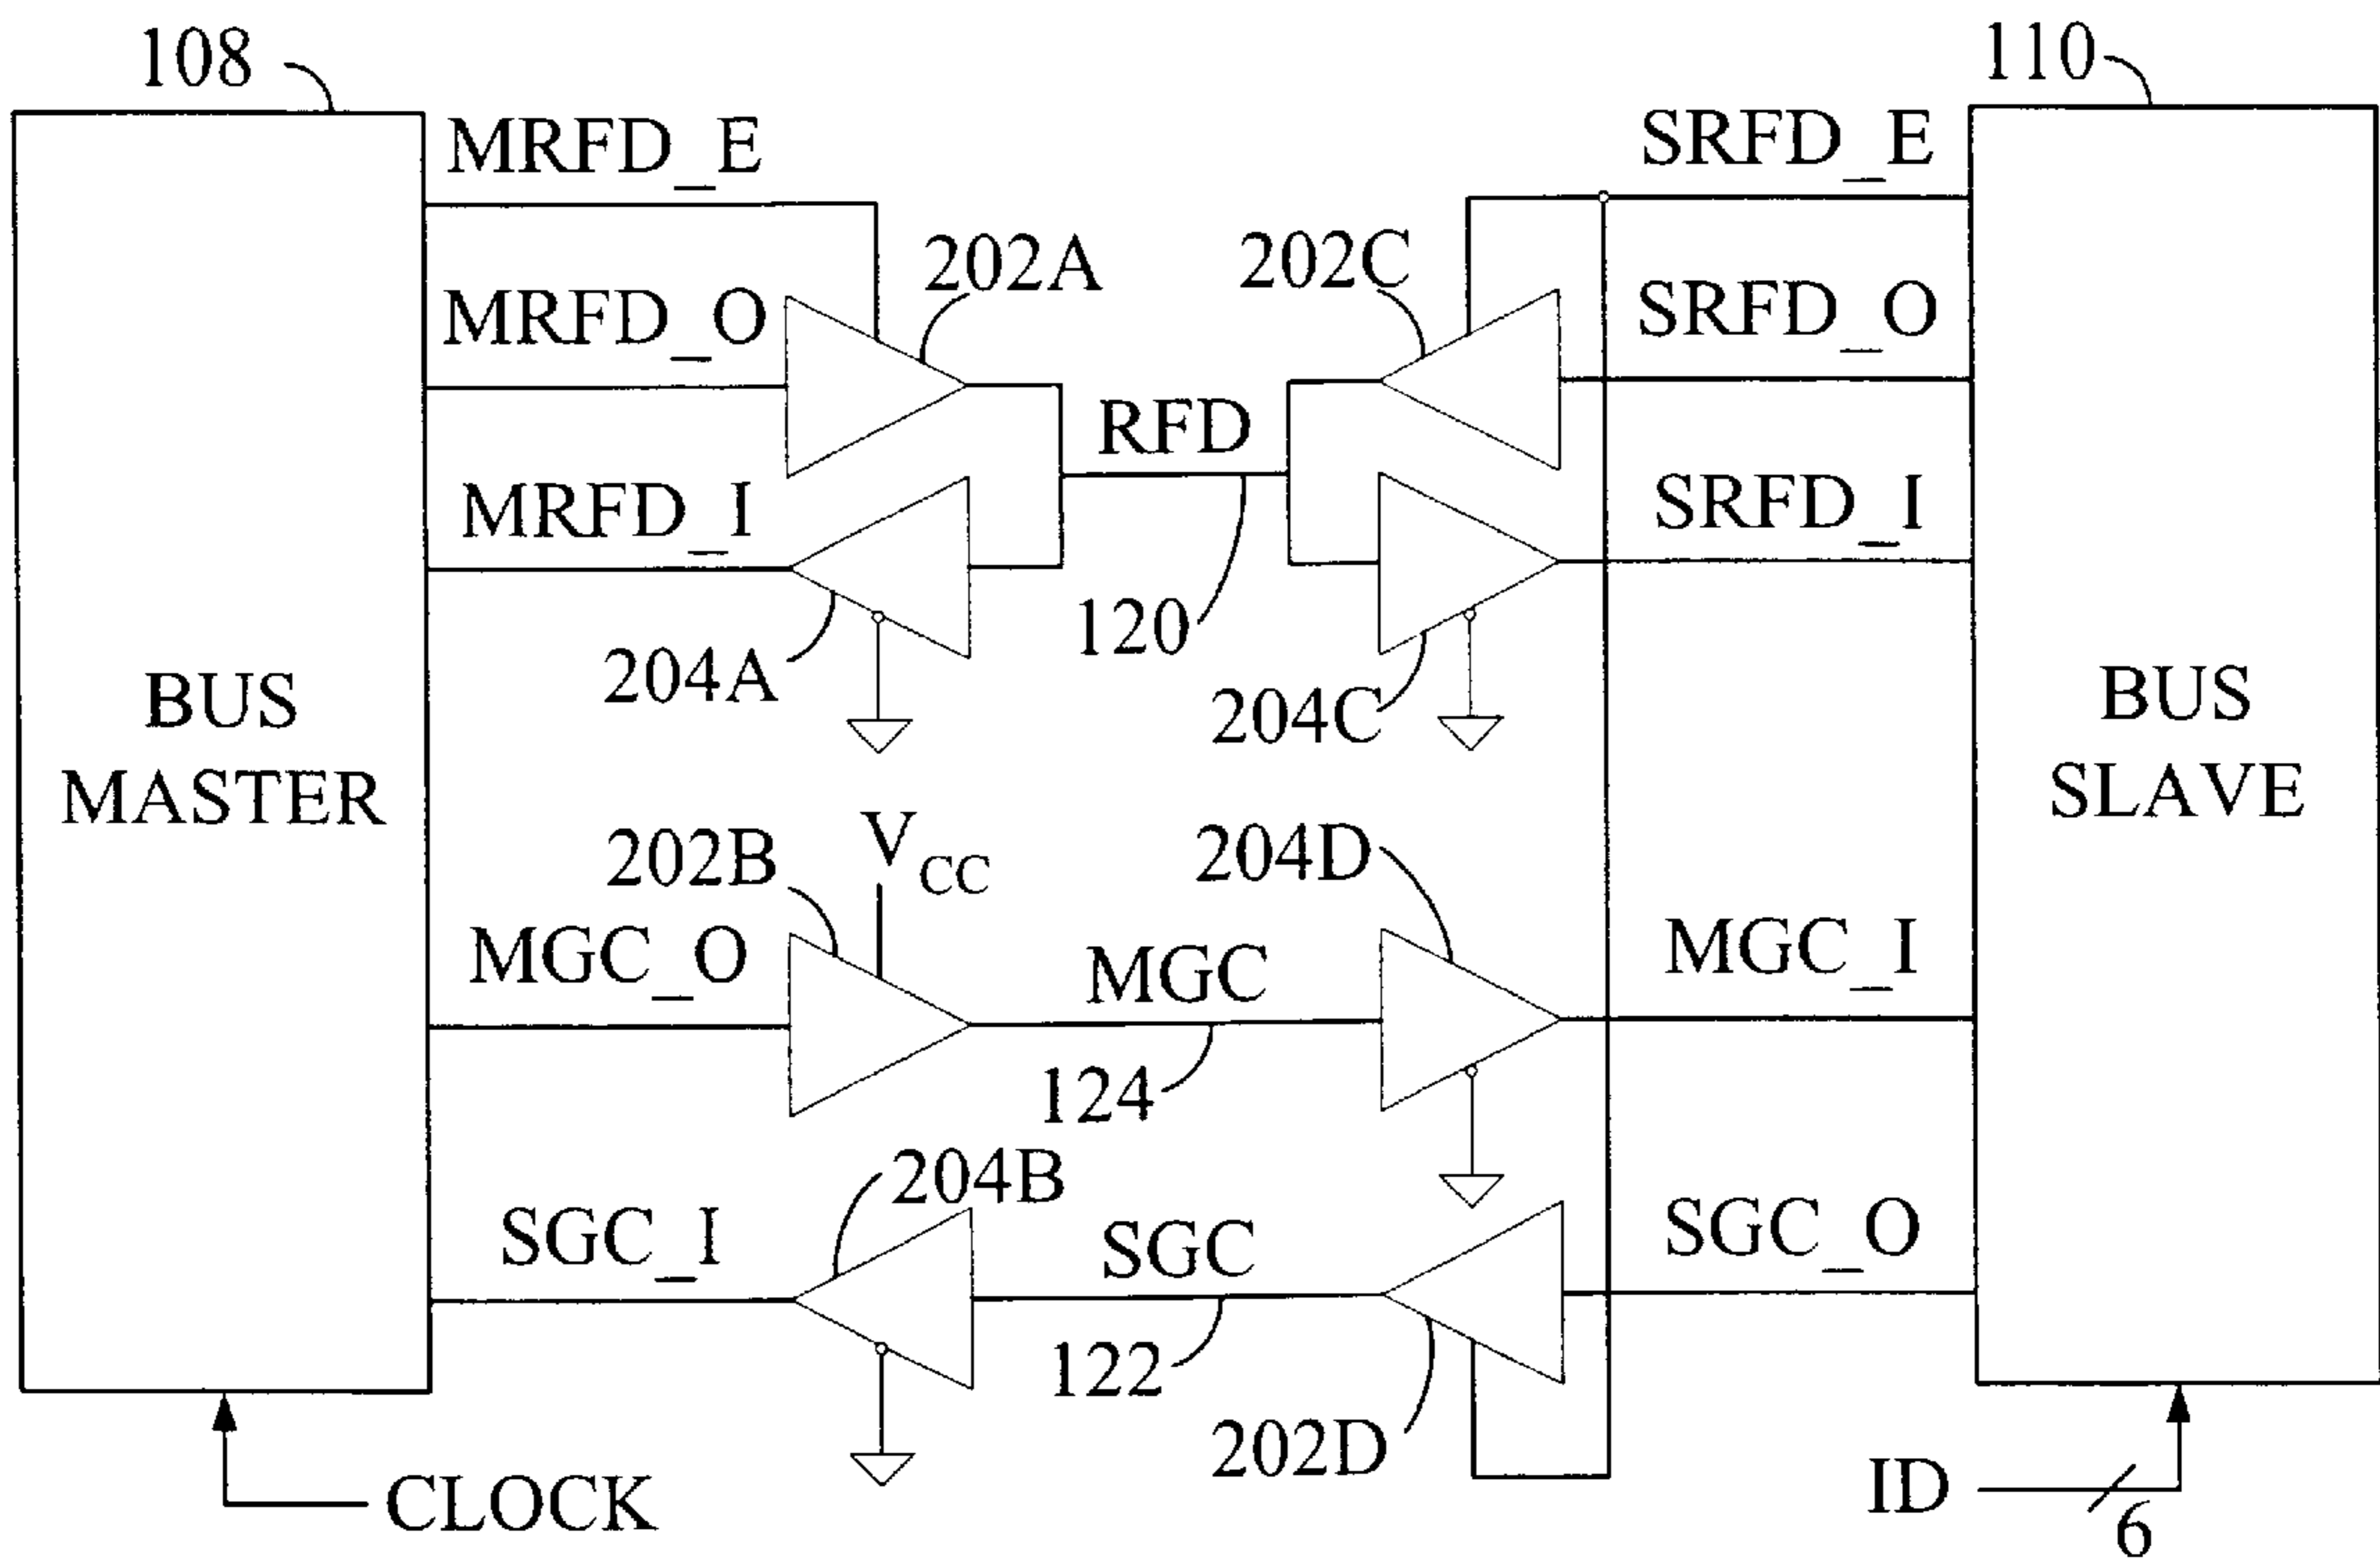 108
110
MRFD_E
SRFD_E
202A
202C
MRFD_O
SRFD_O
RFD
MRFD_I
SRFD_I
120
204A
204C
BUS
MASTER
BUS
SLAVE
202B
VCC
204D
MGC_O
MGC
MGC_I
124
204B
SGC_I
SGC
SGC_O
122
202D
CLOCK
ID
6